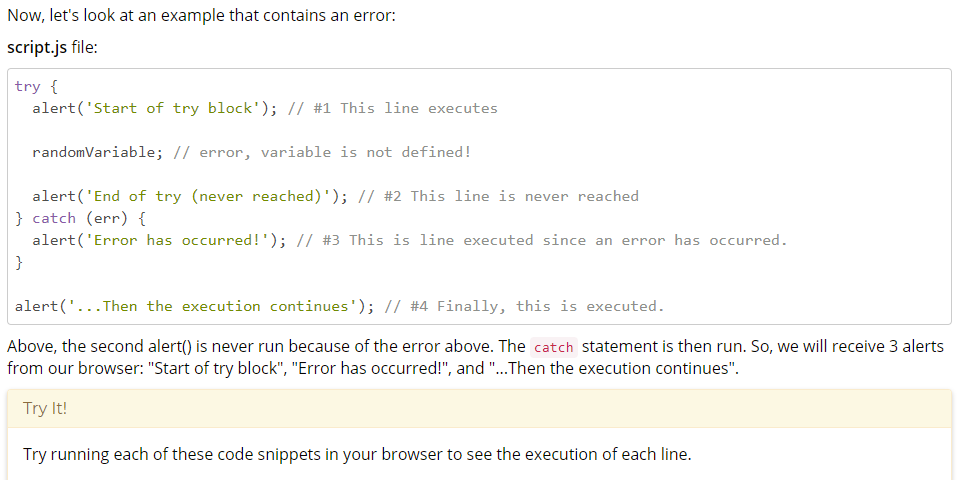 Now, let's look at an example that contains an error:
script.js file:
try {
  alert('Start of try block'); // #1 This line executes
  randomVariable; // error, variable is not defined!
  alert('End of try (never reached)'); // #2 This line is never reached
} catch (err) {
  alert('Error has occurred!'); // #3 This is line executed since an error has occurred.
}
alert('...Then the execution continues'); // #4 Finally, this is executed.
Above, the second alert() is never run because of the error above. The catch statement is then run. So, we will receive 3 alerts
from our browser: "Start of try block", "Error has occurred!", and "...Then the execution continues".
Try It!
Try running each of these code snippets in your browser to see the execution of each line.